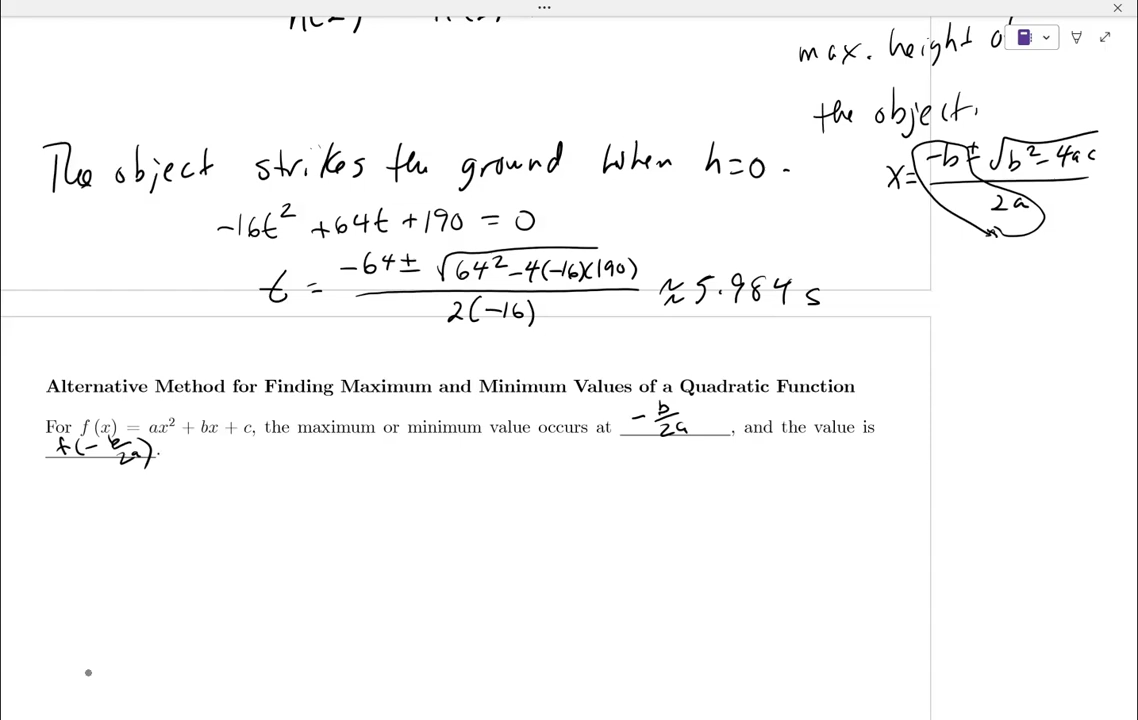 max. height o
the object.
The object strikes the ground when h=0.
x= -b ± √b² - 4ac / 2a
-16t² + 64t + 190 = 0
t = -64 ± √64² - 4(-16)(190) / 2(-16) ≈ 5.984 s
Alternative Method for Finding Maximum and Minimum Values of a Quadratic Function
For f (x) = ax² + bx + c, the maximum or minimum value occurs at - b/2a , and the value is
f(- b/2a).